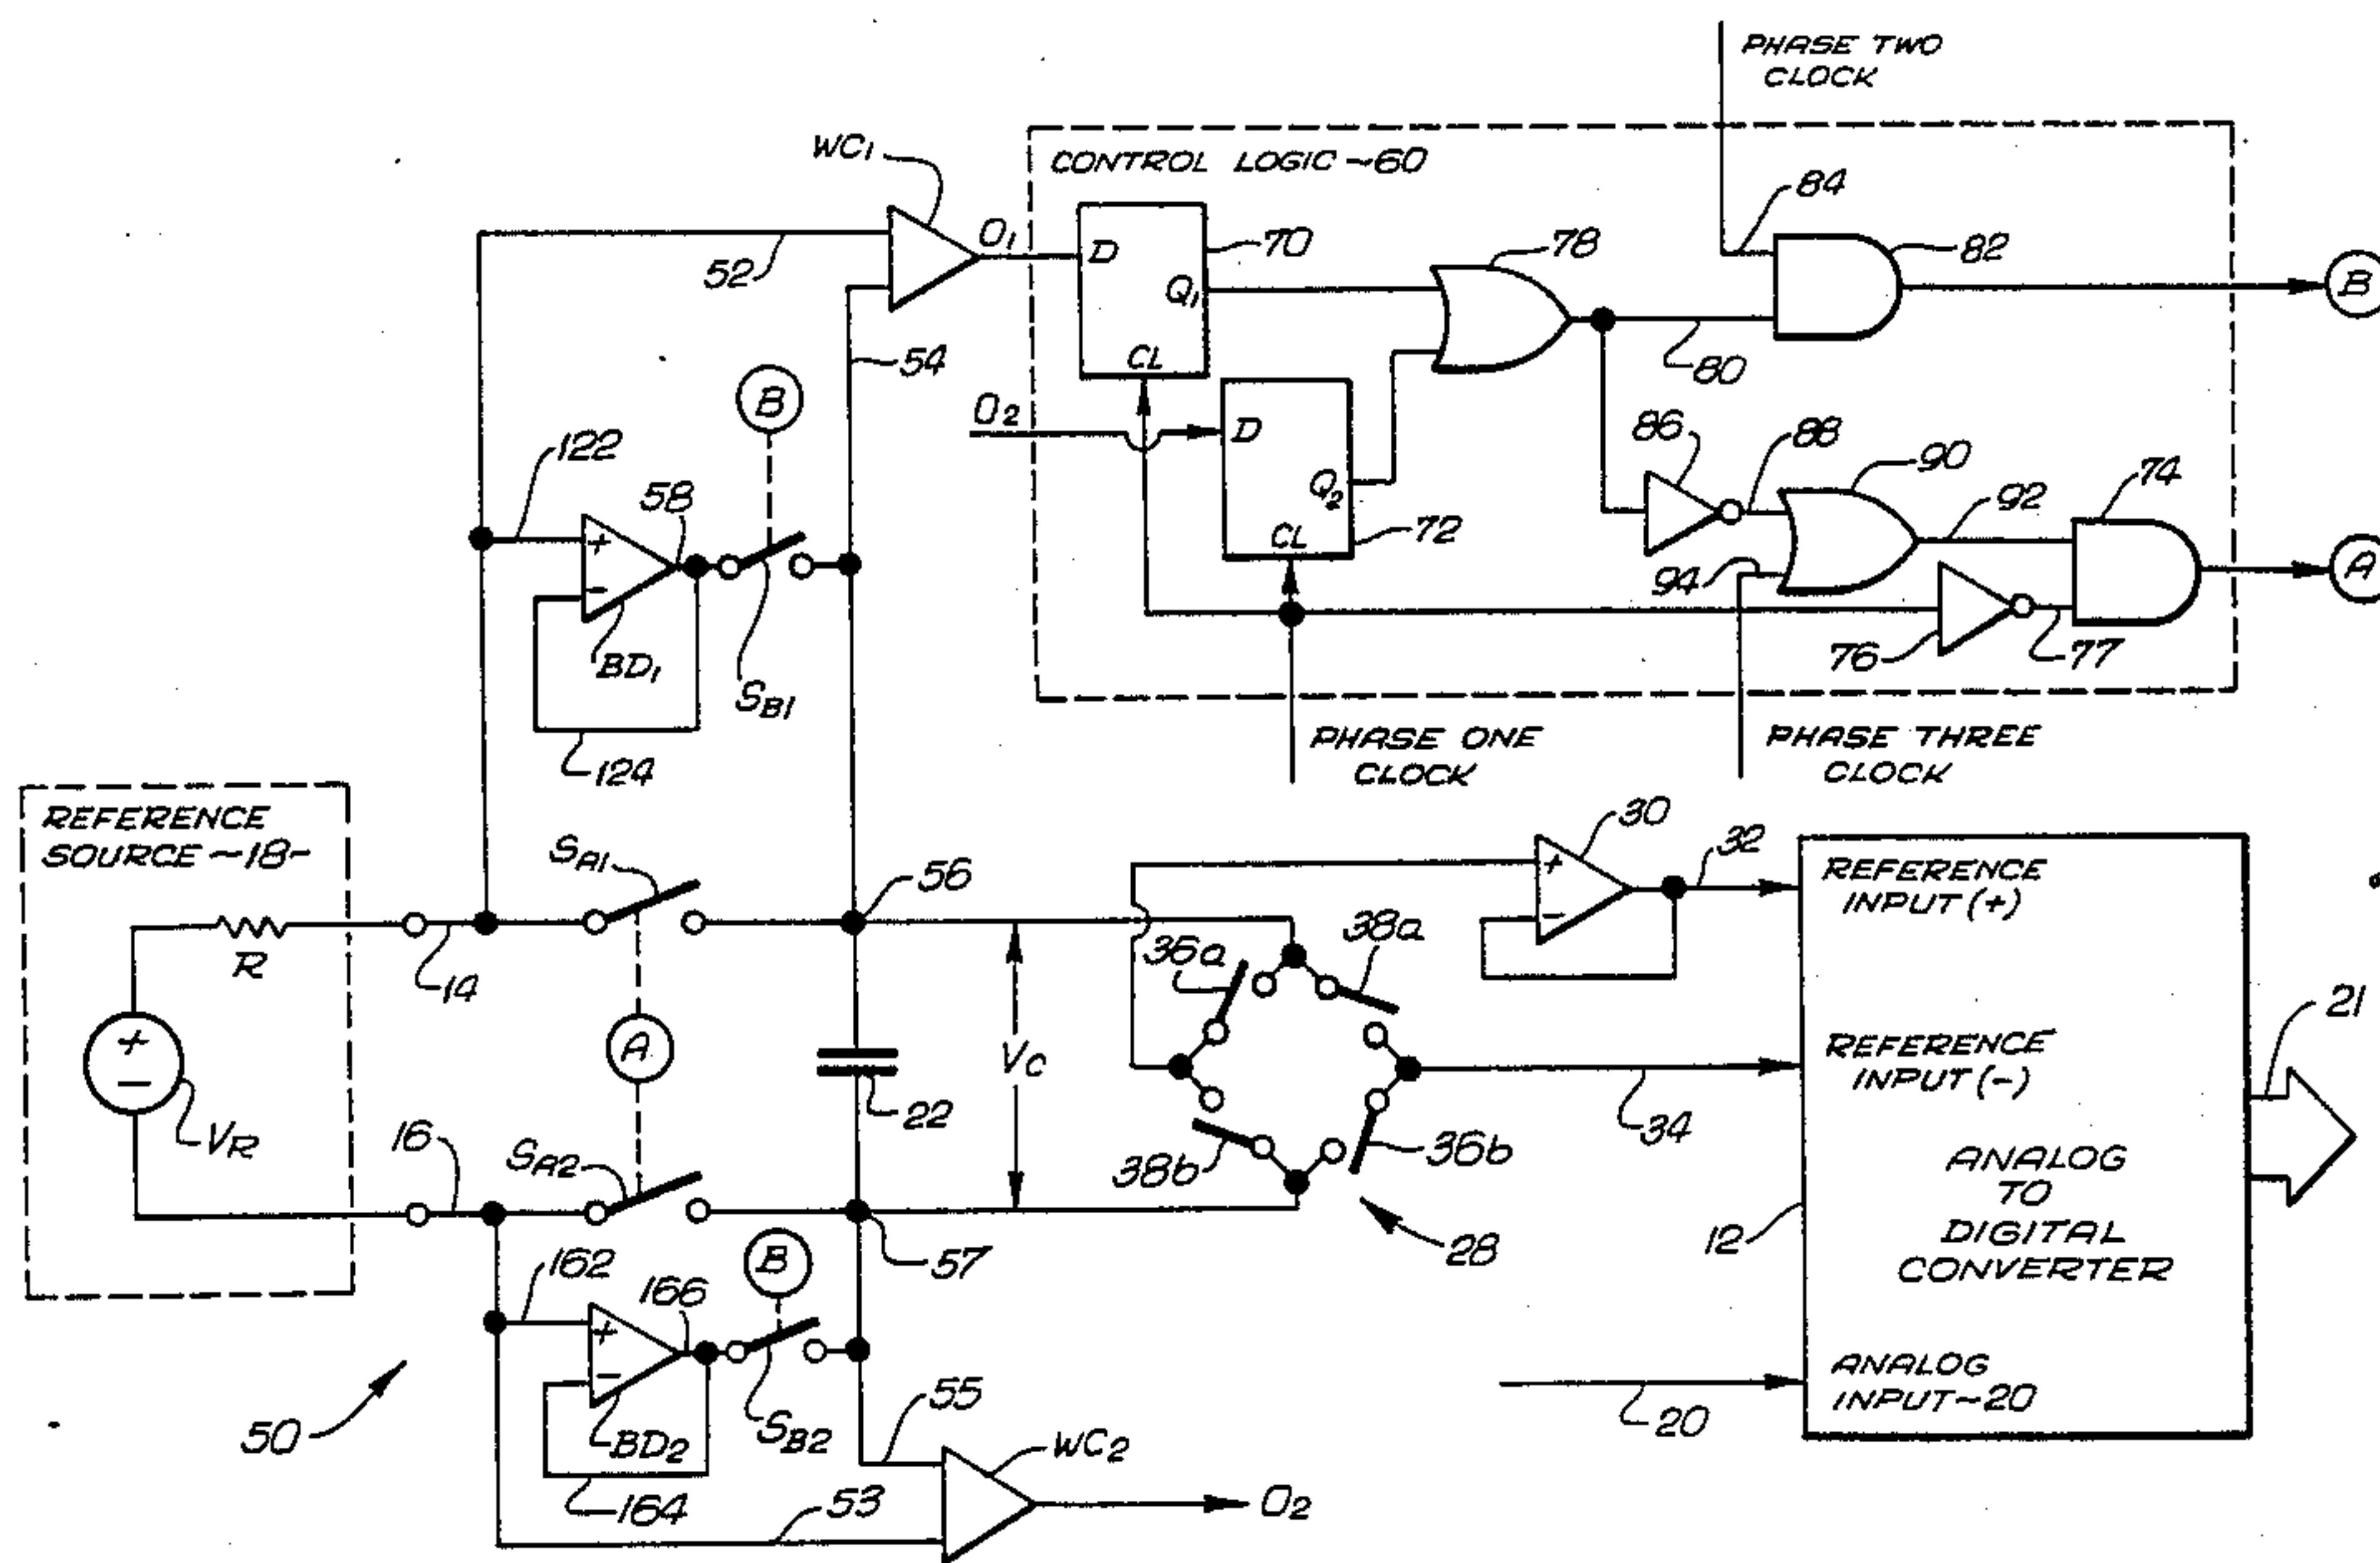 PHASE TWO
CLOCK
CONTROL LOGIC ~60
WC1
84
82
B
O1
D
70
Q1
CL
78
80
52
54
B
O2
D
Q2
CL
72
86
88
90
92
94
74
A
76
77
122
58
+
-
BD1
SB1
124
PHASE ONE
CLOCK
PHASE THREE
CLOCK
REFERENCE
SOURCE ~18~
R
+
-
VR
14
SA1
A
56
VC
22
36a
38a
38b
36b
28
30
+
-
32
REFERENCE
INPUT (+)
REFERENCE
INPUT (-)
34
12
ANALOG
TO
DIGITAL
CONVERTER
21
16
SA2
57
B
162
166
+
-
BD2
SB2
164
50
55
53
WC2
O2
20
ANALOG
INPUT ~20